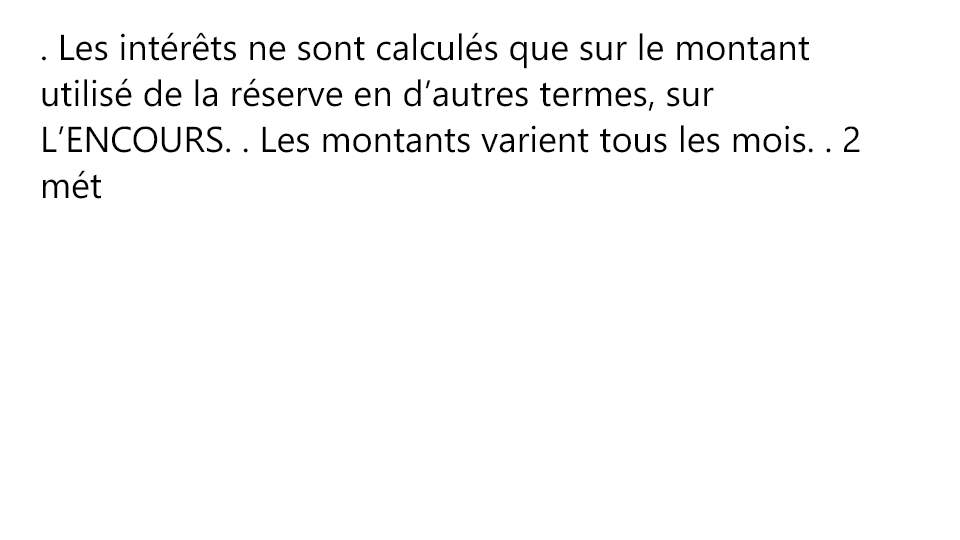 . Les intérêts ne sont calculés que sur le montant
utilisé de la réserve en d’autres termes, sur
L’ENCOURS. . Les montants varient tous les mois. . 2
mét